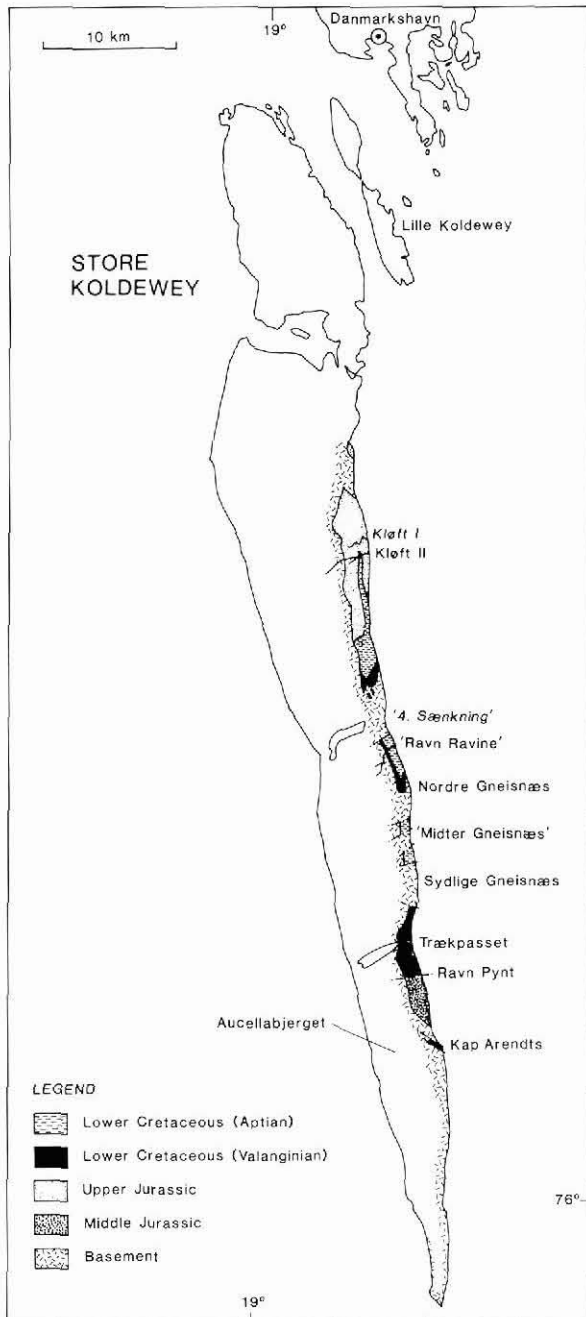 19°
Danmarkshavn
10 km
Lille Koldewey
STORE
KOLDEWEY
Kløft I
Kløft II
'4. Sænkning'
'Ravn Ravine'
Nordre Gneisnæs
'Midter Gneisnæs'
Sydlige Gneisnæs
Trækpasset
Ravn Pynt
Aucellabjerget
Kap Arendts
LEGEND
Lower Cretaceous (Aptian)
Lower Cretaceous (Valanginian)
Upper Jurassic
76°
Middle Jurassic
Basement
19°